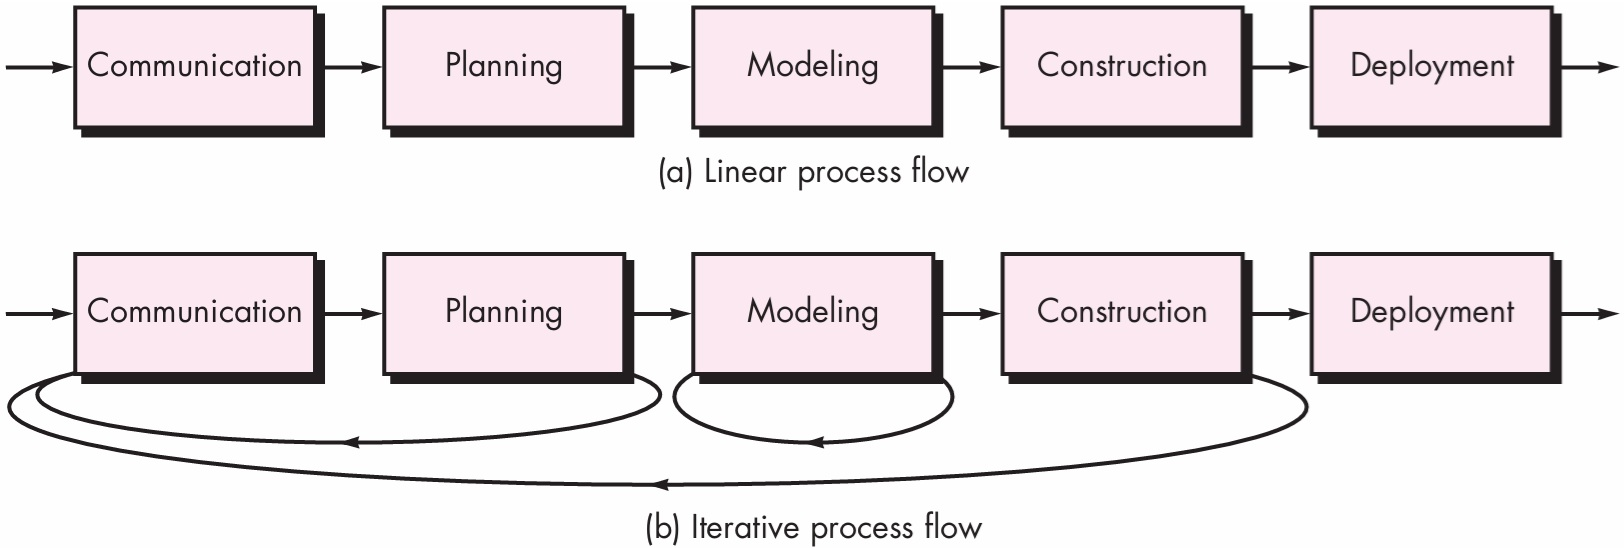 Communication Planning Modeling Construction Deployment
(a) Linear process flow
Communication Planning Modeling Construction Deployment
(b) Iterative process flow